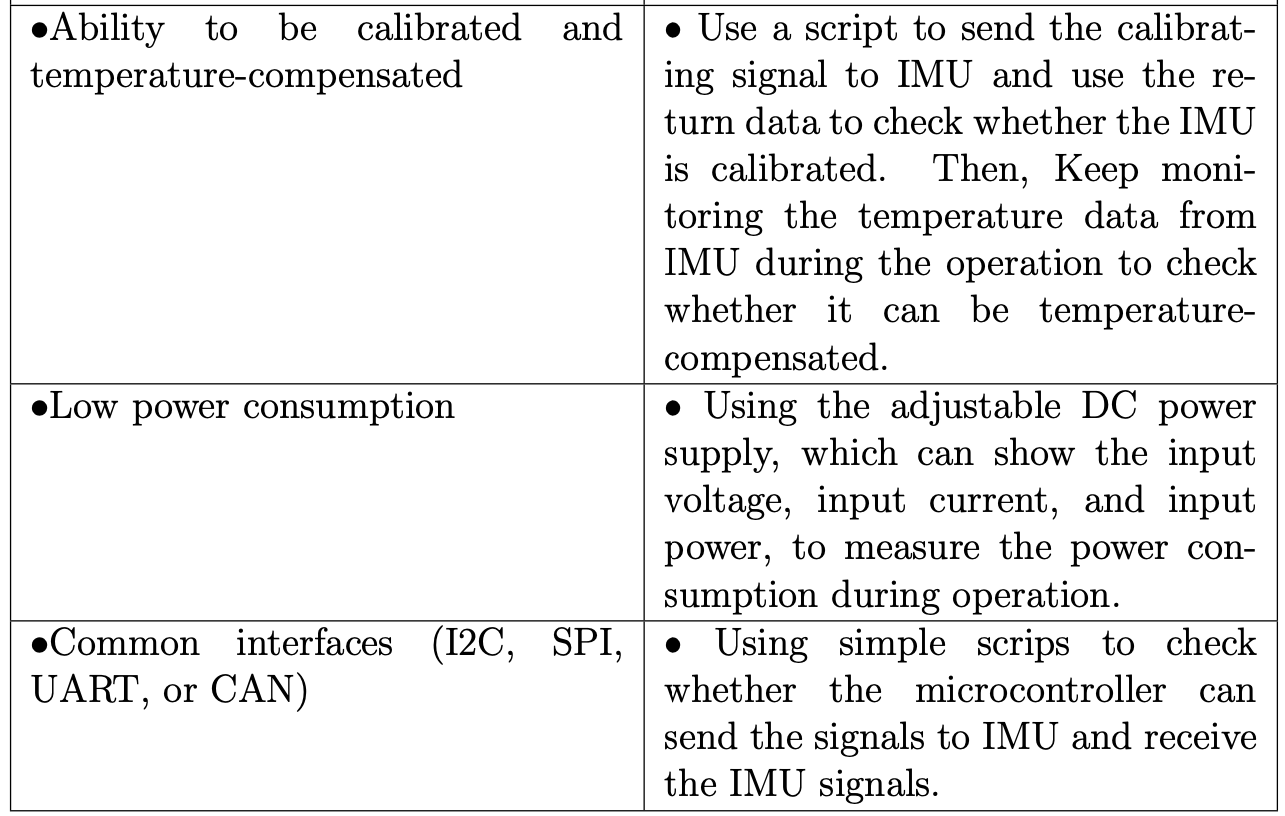 ●Ability to be calibrated and
temperature-compensated
● Use a script to send the calibrat-
ing signal to IMU and use the re-
turn data to check whether the IMU
is calibrated. Then, Keep moni-
toring the temperature data from
IMU during the operation to check
whether it can be temperature-
compensated.
●Low power consumption
● Using the adjustable DC power
supply, which can show the input
voltage, input current, and input
power, to measure the power con-
sumption during operation.
●Common interfaces (I2C, SPI,
UART, or CAN)
● Using simple scrips to check
whether the microcontroller can
send the signals to IMU and receive
the IMU signals.